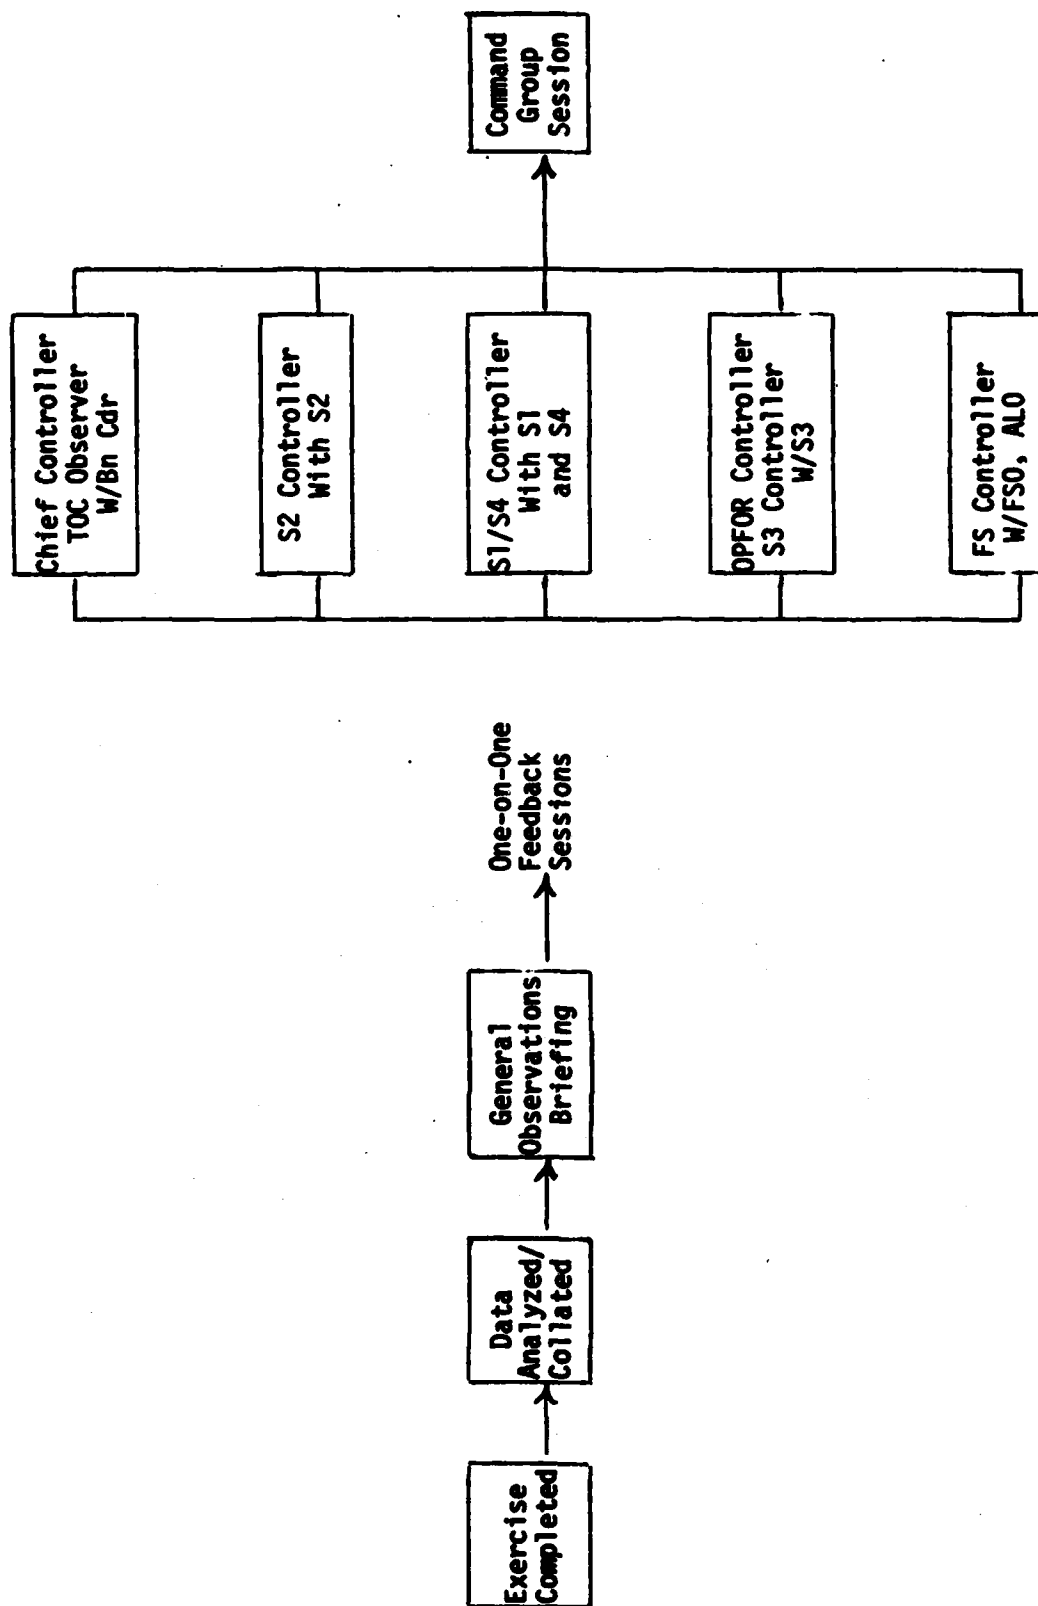 Exercise
Completed
Data
Analyzed/
Collated
General
Observations
Briefing
One-on-One
Feedback
Sessions
Chief Controller
TOC Observer
W/Bn Cdr
S2 Controller
With S2
S1/S4 Controller
With S1
and S4
OPFOR Controller
S3 Controller
W/S3
FS Controller
W/FSO, ALO
Command
Group
Session